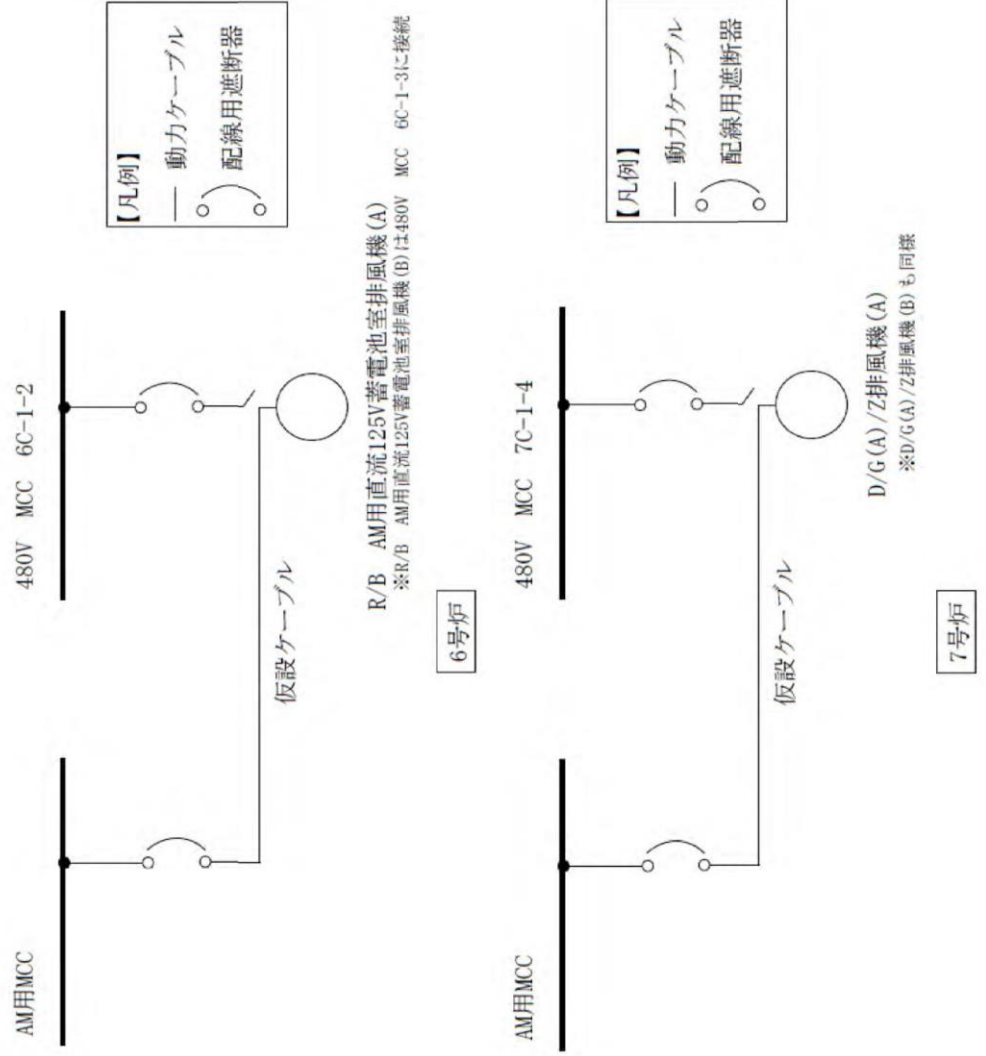 AM用MCC
480V MCC 6C-1-2
【凡例】
動力ケーブル
配線用遮断器
仮設ケーブル
R/B AM用直流125V蓄電池室排風機(A)
※R/B AM用直流125V蓄電池室排風機(B)は480V MCC 6C-1-3に接続
6号炉
AM用MCC
480V MCC 7C-1-4
【凡例】
動力ケーブル
配線用遮断器
仮設ケーブル
D/G(A)/Z排風機(A)
※D/G(A)/Z排風機(B)も同様
7号炉